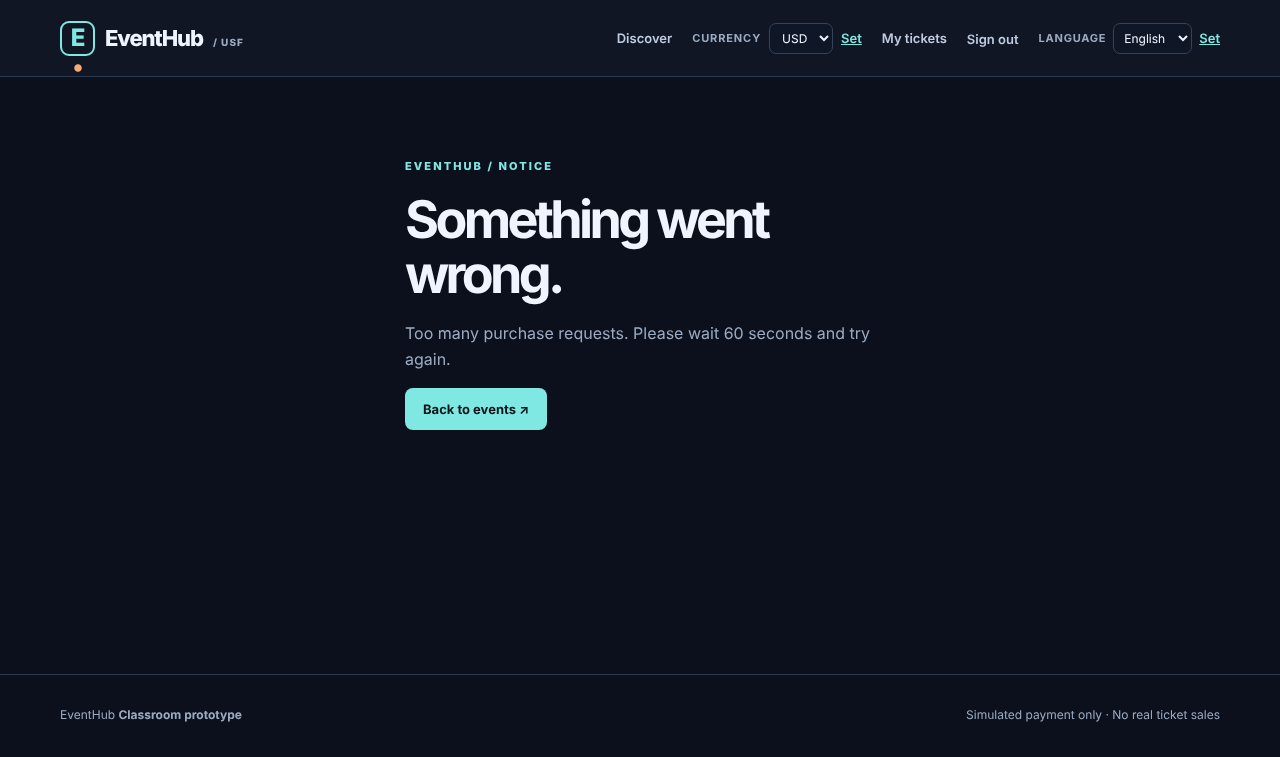 E EventHub / USF
Discover CURRENCY USD Set My tickets Sign out LANGUAGE English Set
EVENTHUB / NOTICE
Something went
wrong.
Too many purchase requests. Please wait 60 seconds and try
again.
Back to events ↗
EventHub Classroom prototype
Simulated payment only · No real ticket sales